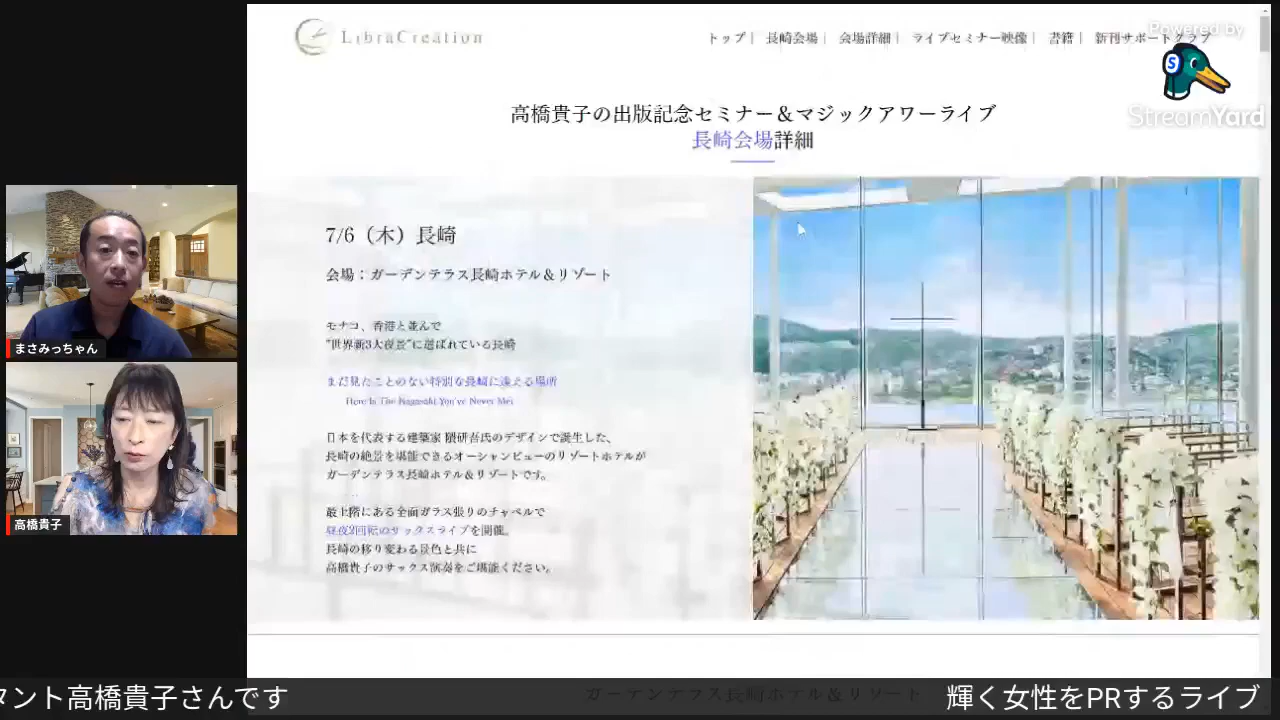 LibraCreation
トップ | 長崎会場 | 会場詳細 | ライブセミナー映像 | 書籍 | 新刊サポートクラブ
Powered by
StreamYard
高橋貴子の出版記念セミナー＆マジックアワーライブ
長崎会場詳細
7/6（木）長崎
会場：ガーデンテラス長崎ホテル＆リゾート
モナコ、香港と並んで
"世界新3大夜景"に選ばれている長崎
まだ見たことのない特別な長崎に逢える場所
Here Is The Nagasaki You've Never Met
日本を代表する建築家 隈研吾氏のデザインで誕生した、
長崎の絶景を堪能できるオーシャンビューのリゾートホテルが
ガーデンテラス長崎ホテル＆リゾートです。
最上階にある全面ガラス張りのチャペルで
昼夜2回転のサックスライブを開催。
長崎の移り変わる景色と共に
高橋貴子のサックス演奏をご堪能ください。
まさみっちゃん
高橋貴子
ガーデンテラス長崎ホテル＆リゾート
タント高橋貴子さんです
輝く女性をPRするライブ